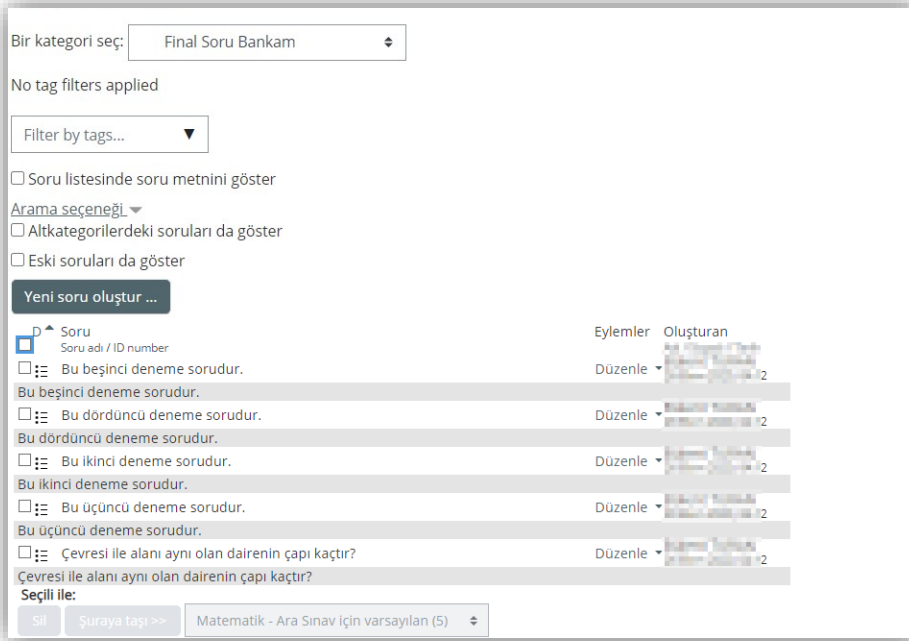 Bir kategori seç: Final Soru Bankam
No tag filters applied
Filter by tags...
Soru listesinde soru metnini göster
Arama seçeneği
Altkategorilerdeki soruları da göster
Eski soruları da göster
Yeni soru oluştur ...
D Soru Eylemler Oluşturan
Soru adı / ID number
Bu beşinci deneme sorudur. Düzenle 2
Bu beşinci deneme sorudur.
Bu dördüncü deneme sorudur. Düzenle 2
Bu dördüncü deneme sorudur.
Bu ikinci deneme sorudur. Düzenle 2
Bu ikinci deneme sorudur.
Bu üçüncü deneme sorudur. Düzenle 2
Bu üçüncü deneme sorudur.
Çevresi ile alanı aynı olan dairenin çapı kaçtır? Düzenle 2
Çevresi ile alanı aynı olan dairenin çapı kaçtır?
Seçili ile:
Sil Şuraya taşı >> Matematik - Ara Sınav için varsayılan (5)